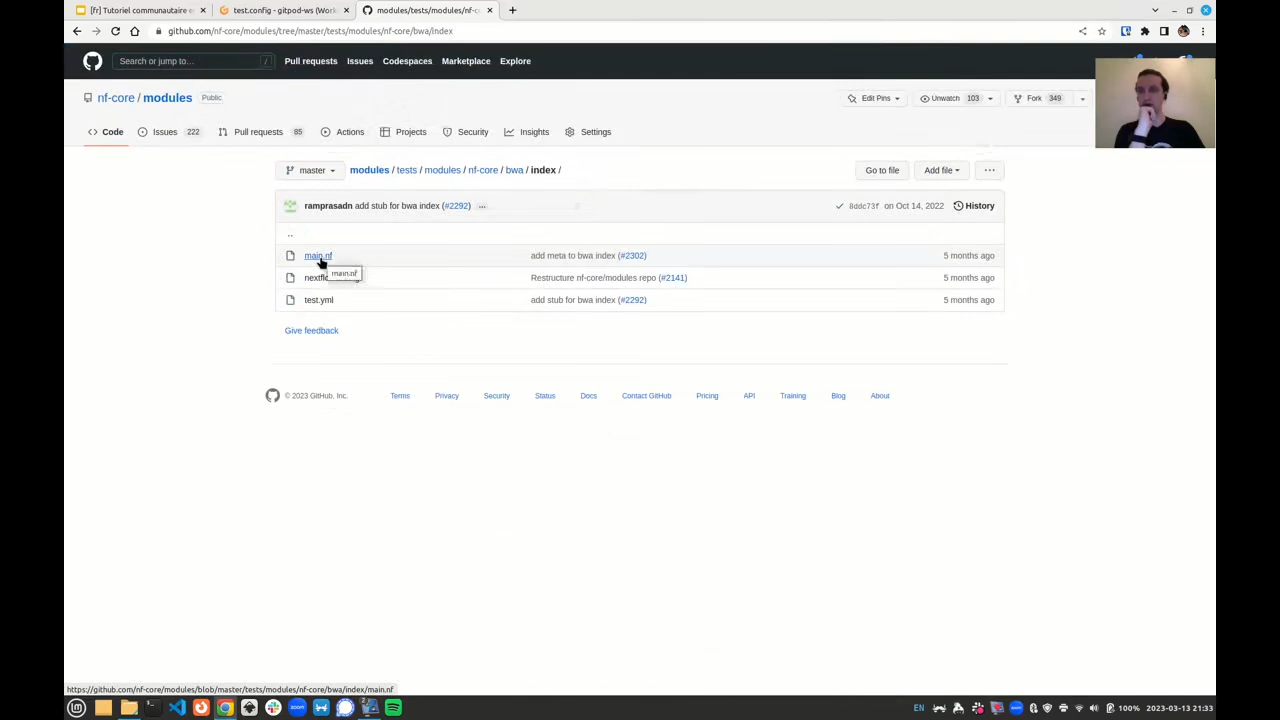 [fr] Tutoriel communautaire e
test.config - gitpod-ws (Work
modules/tests/modules/nf-c
github.com/nf-core/modules/tree/master/tests/modules/nf-core/bwa/index
Search or jump to… /
Pull requests Issues Codespaces Marketplace Explore
nf-core / modules Public
Edit Pins Unwatch 103 Fork 349
Code Issues 222 Pull requests 85 Actions Projects Security Insights Settings
master modules / tests / modules / nf-core / bwa / index / Go to file Add file ···
ramprasadn add stub for bwa index (#2292) ... 8ddc73f on Oct 14, 2022 History
..
main.nf add meta to bwa index (#2302) 5 months ago
main.nf
nextfl Restructure nf-core/modules repo (#2141) 5 months ago
test.yml add stub for bwa index (#2292) 5 months ago
Give feedback
© 2023 GitHub, Inc. Terms Privacy Security Status Docs Contact GitHub Pricing API Training Blog About
https://github.com/nf-core/modules/blob/master/tests/modules/nf-core/bwa/index/main.nf
zoom EN zoom 100% 2023-03-13 21:33